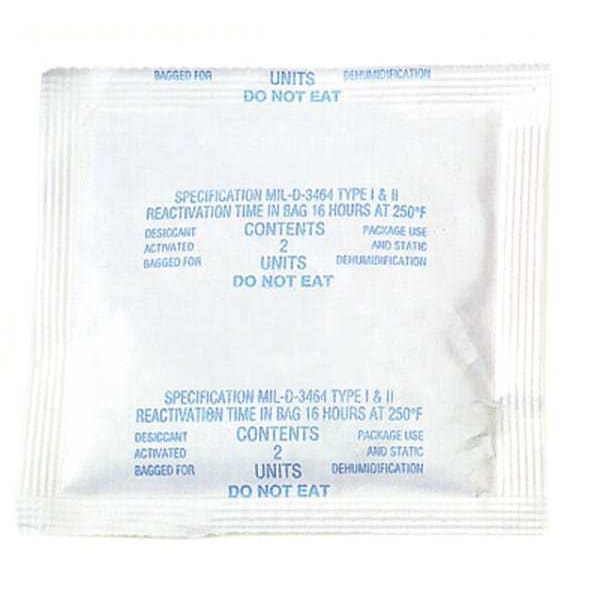 BAGGED FOR UNITS DEHUMIDIFICATION
DO NOT EAT
SPECIFICATION MIL-D-3464 TYPE I & II
REACTIVATION TIME IN BAG 16 HOURS AT 250°F
DESICCANT CONTENTS PACKAGE USE
ACTIVATED 2 AND STATIC
BAGGED FOR UNITS DEHUMIDIFICATION
DO NOT EAT
SPECIFICATION MIL-D-3464 TYPE I & II
REACTIVATION TIME IN BAG 16 HOURS AT 250°F
DESICCANT CONTENTS PACKAGE USE
ACTIVATED 2 AND STATIC
BAGGED FOR UNITS DEHUMIDIFICATION
DO NOT EAT